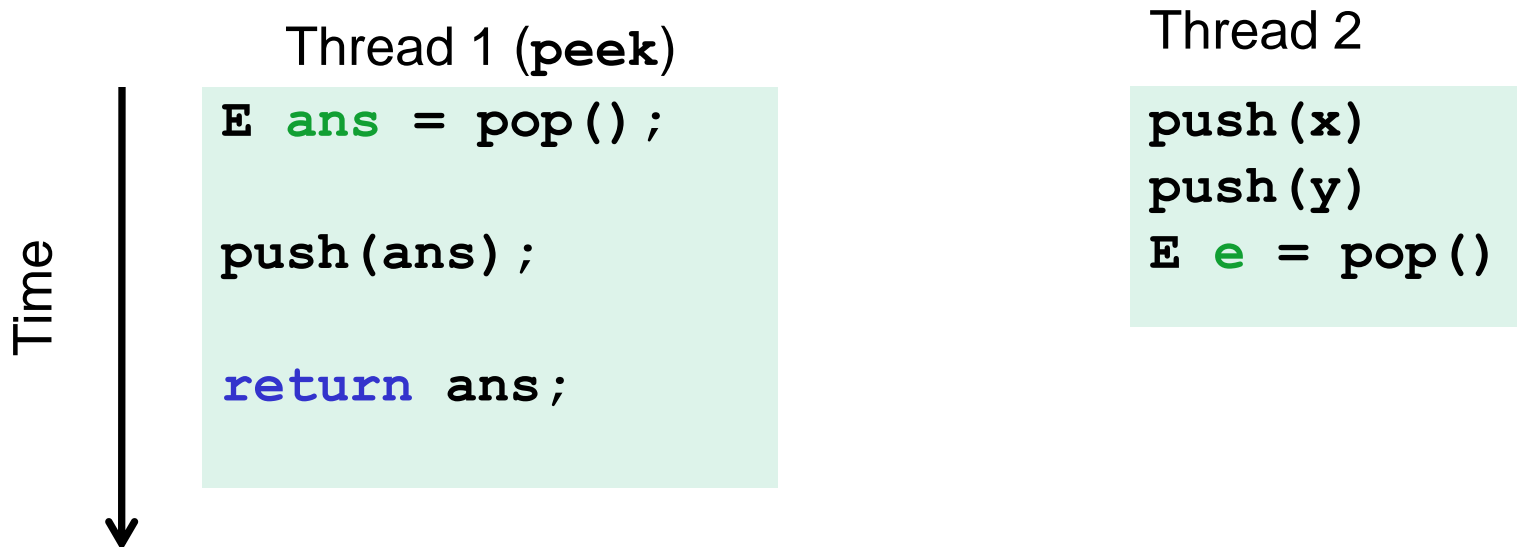 Thread 1 (peek)
Time
E ans = pop();
push(ans);
return ans;
Thread 2
push(x)
push(y)
E e = pop()